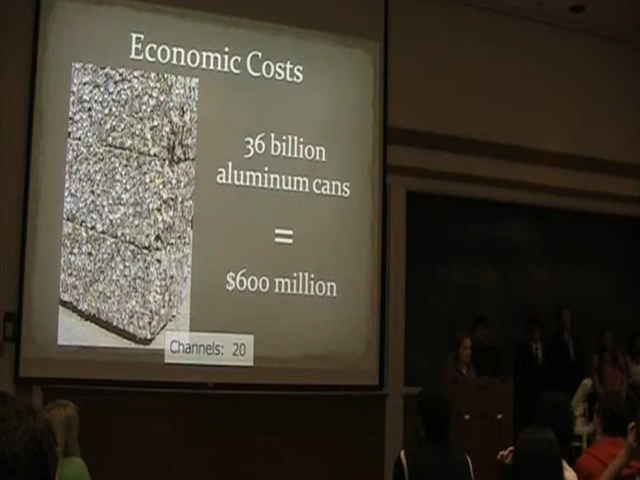 Economic Costs
36 billion
aluminum cans
=
$600 million
Channels: 20